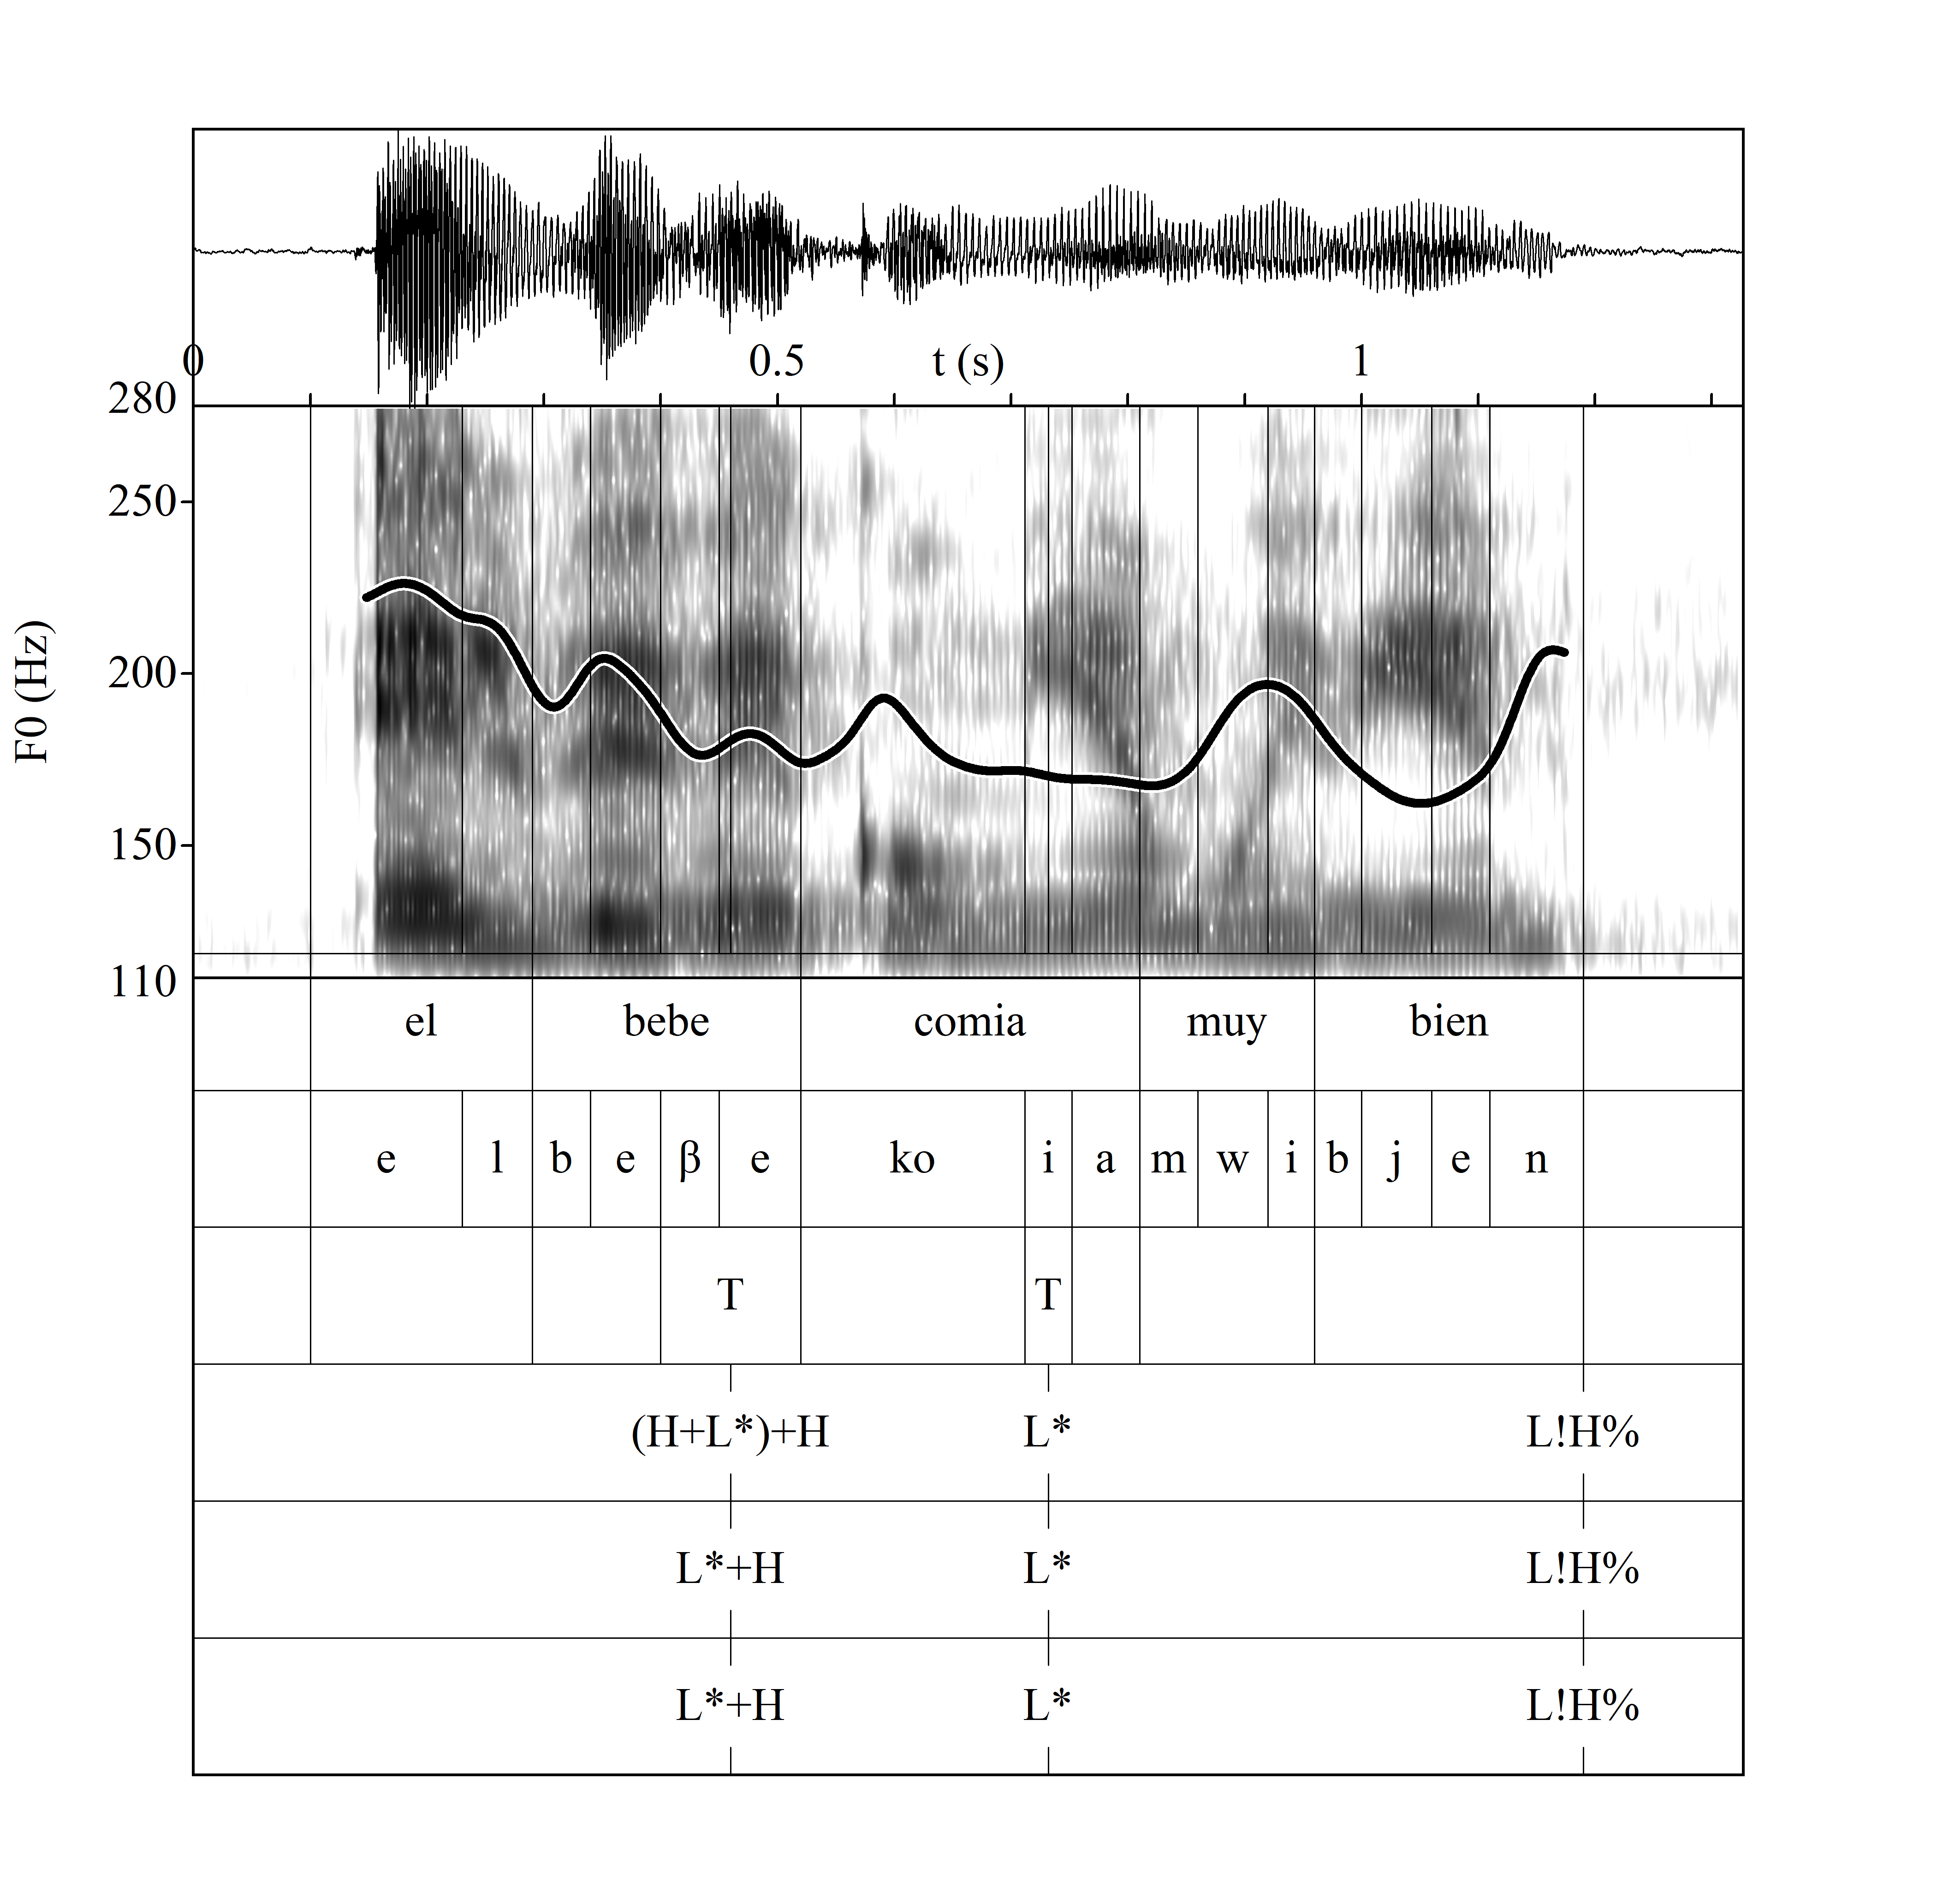 0 0.5 t (s) 1
280
250
200
150
110
F0 (Hz)
el bebe comia muy bien
e l b e β e ko i a m w i b j e n
T T
(H+L*)+H L* L!H%
L*+H L* L!H%
L*+H L* L!H%